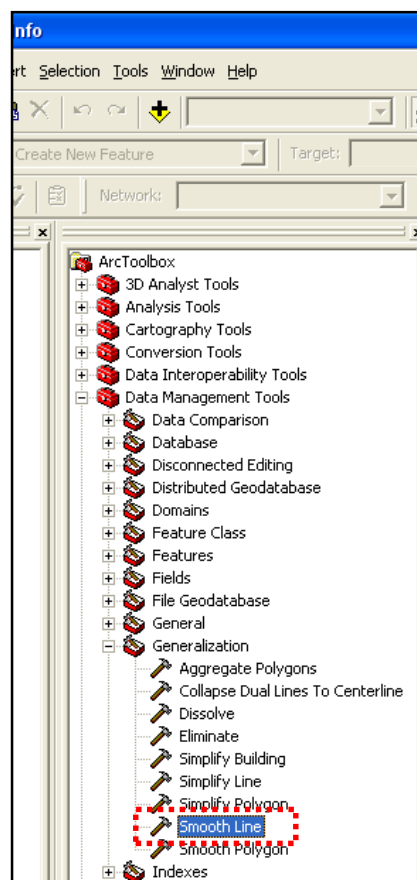 nfo
rt Selection Tools Window Help
Create New Feature Target:
Network:
ArcToolbox
3D Analyst Tools
Analysis Tools
Cartography Tools
Conversion Tools
Data Interoperability Tools
Data Management Tools
Data Comparison
Database
Disconnected Editing
Distributed Geodatabase
Domains
Feature Class
Features
Fields
File Geodatabase
General
Generalization
Aggregate Polygons
Collapse Dual Lines To Centerline
Dissolve
Eliminate
Simplify Building
Simplify Line
Simplify Polygon
Smooth Line
Smooth Polygon
Indexes